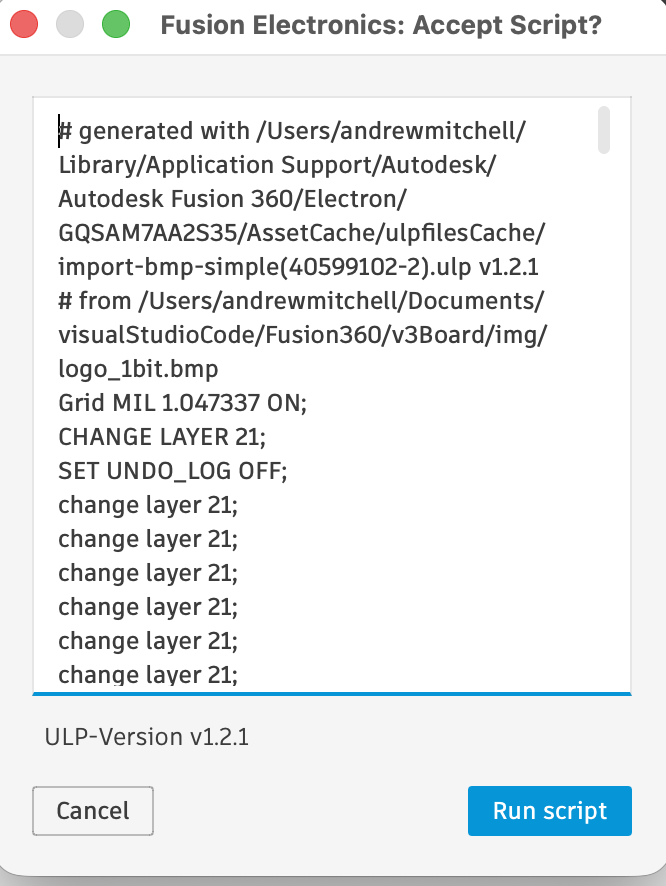 Fusion Electronics: Accept Script?
# generated with /Users/andrewmitchell/
Library/Application Support/Autodesk/
Autodesk Fusion 360/Electron/
GQSAM7AA2S35/AssetCache/ulpfilesCache/
import-bmp-simple(40599102-2).ulp v1.2.1
# from /Users/andrewmitchell/Documents/
visualStudioCode/Fusion360/v3Board/img/
logo_1bit.bmp
Grid MIL 1.047337 ON;
CHANGE LAYER 21;
SET UNDO_LOG OFF;
change layer 21;
change layer 21;
change layer 21;
change layer 21;
change layer 21;
change layer 21;
ULP-Version v1.2.1
Cancel
Run script